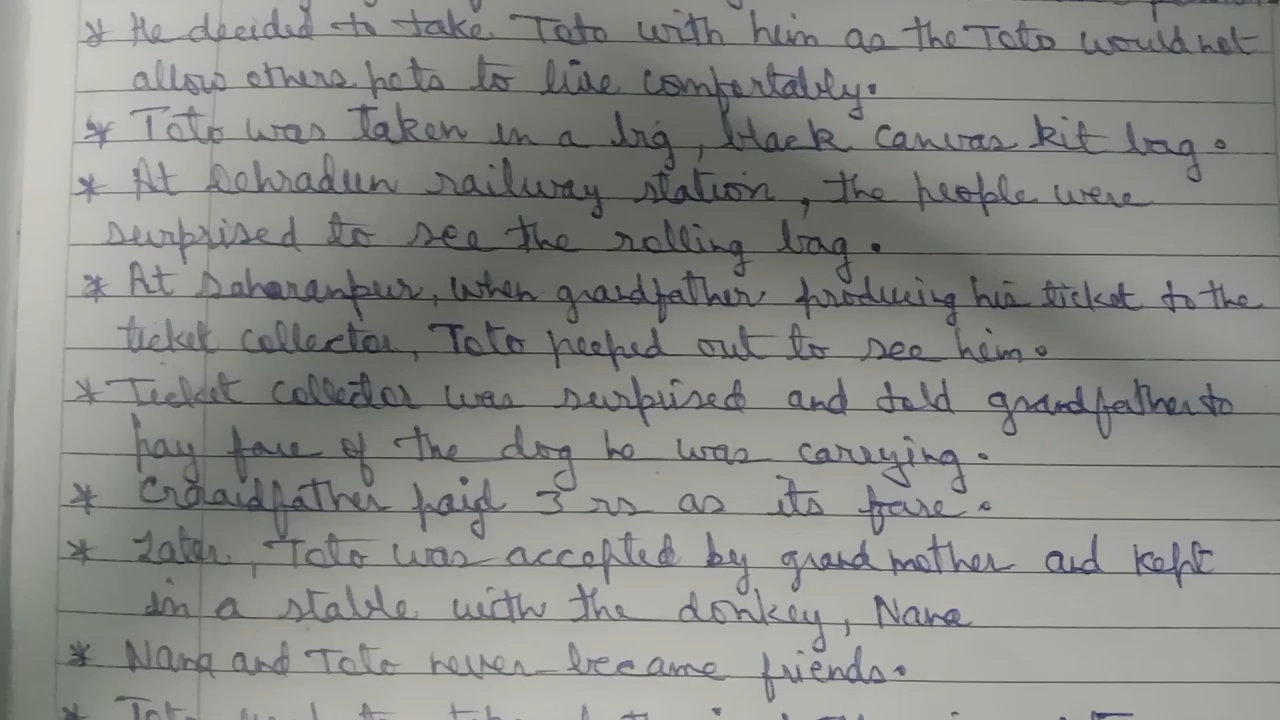 * He decided to take Toto with him as the Toto would not
allow others pets to live comfertablly.
* Toto was taken in a big, black canvas kit bag.
* At Dehradun railway station, the people were
surprised to see the rolling bag.
* At Saharanpur, when grandfather producing his ticket to the
ticket collector, Toto peeped out to see him.
* Ticket collector was surprised and told grandfather to
pay fare of the dog he was carrying.
* Grandfather paid 3 rs as its fare.
* Later, Toto was accepted by grandmother and kept
in a stable with the donkey, Nana
* Nana and Toto never became friends.